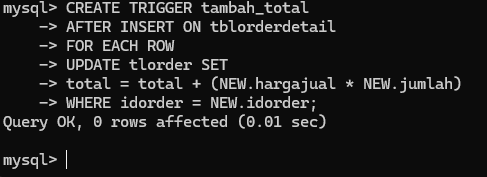 mysql> CREATE TRIGGER tambah_total
    -> AFTER INSERT ON tblorderdetail
    -> FOR EACH ROW
    -> UPDATE tlorder SET
    -> total = total + (NEW.hargajual * NEW.jumlah)
    -> WHERE idorder = NEW.idorder;
Query OK, 0 rows affected (0.01 sec)

mysql>